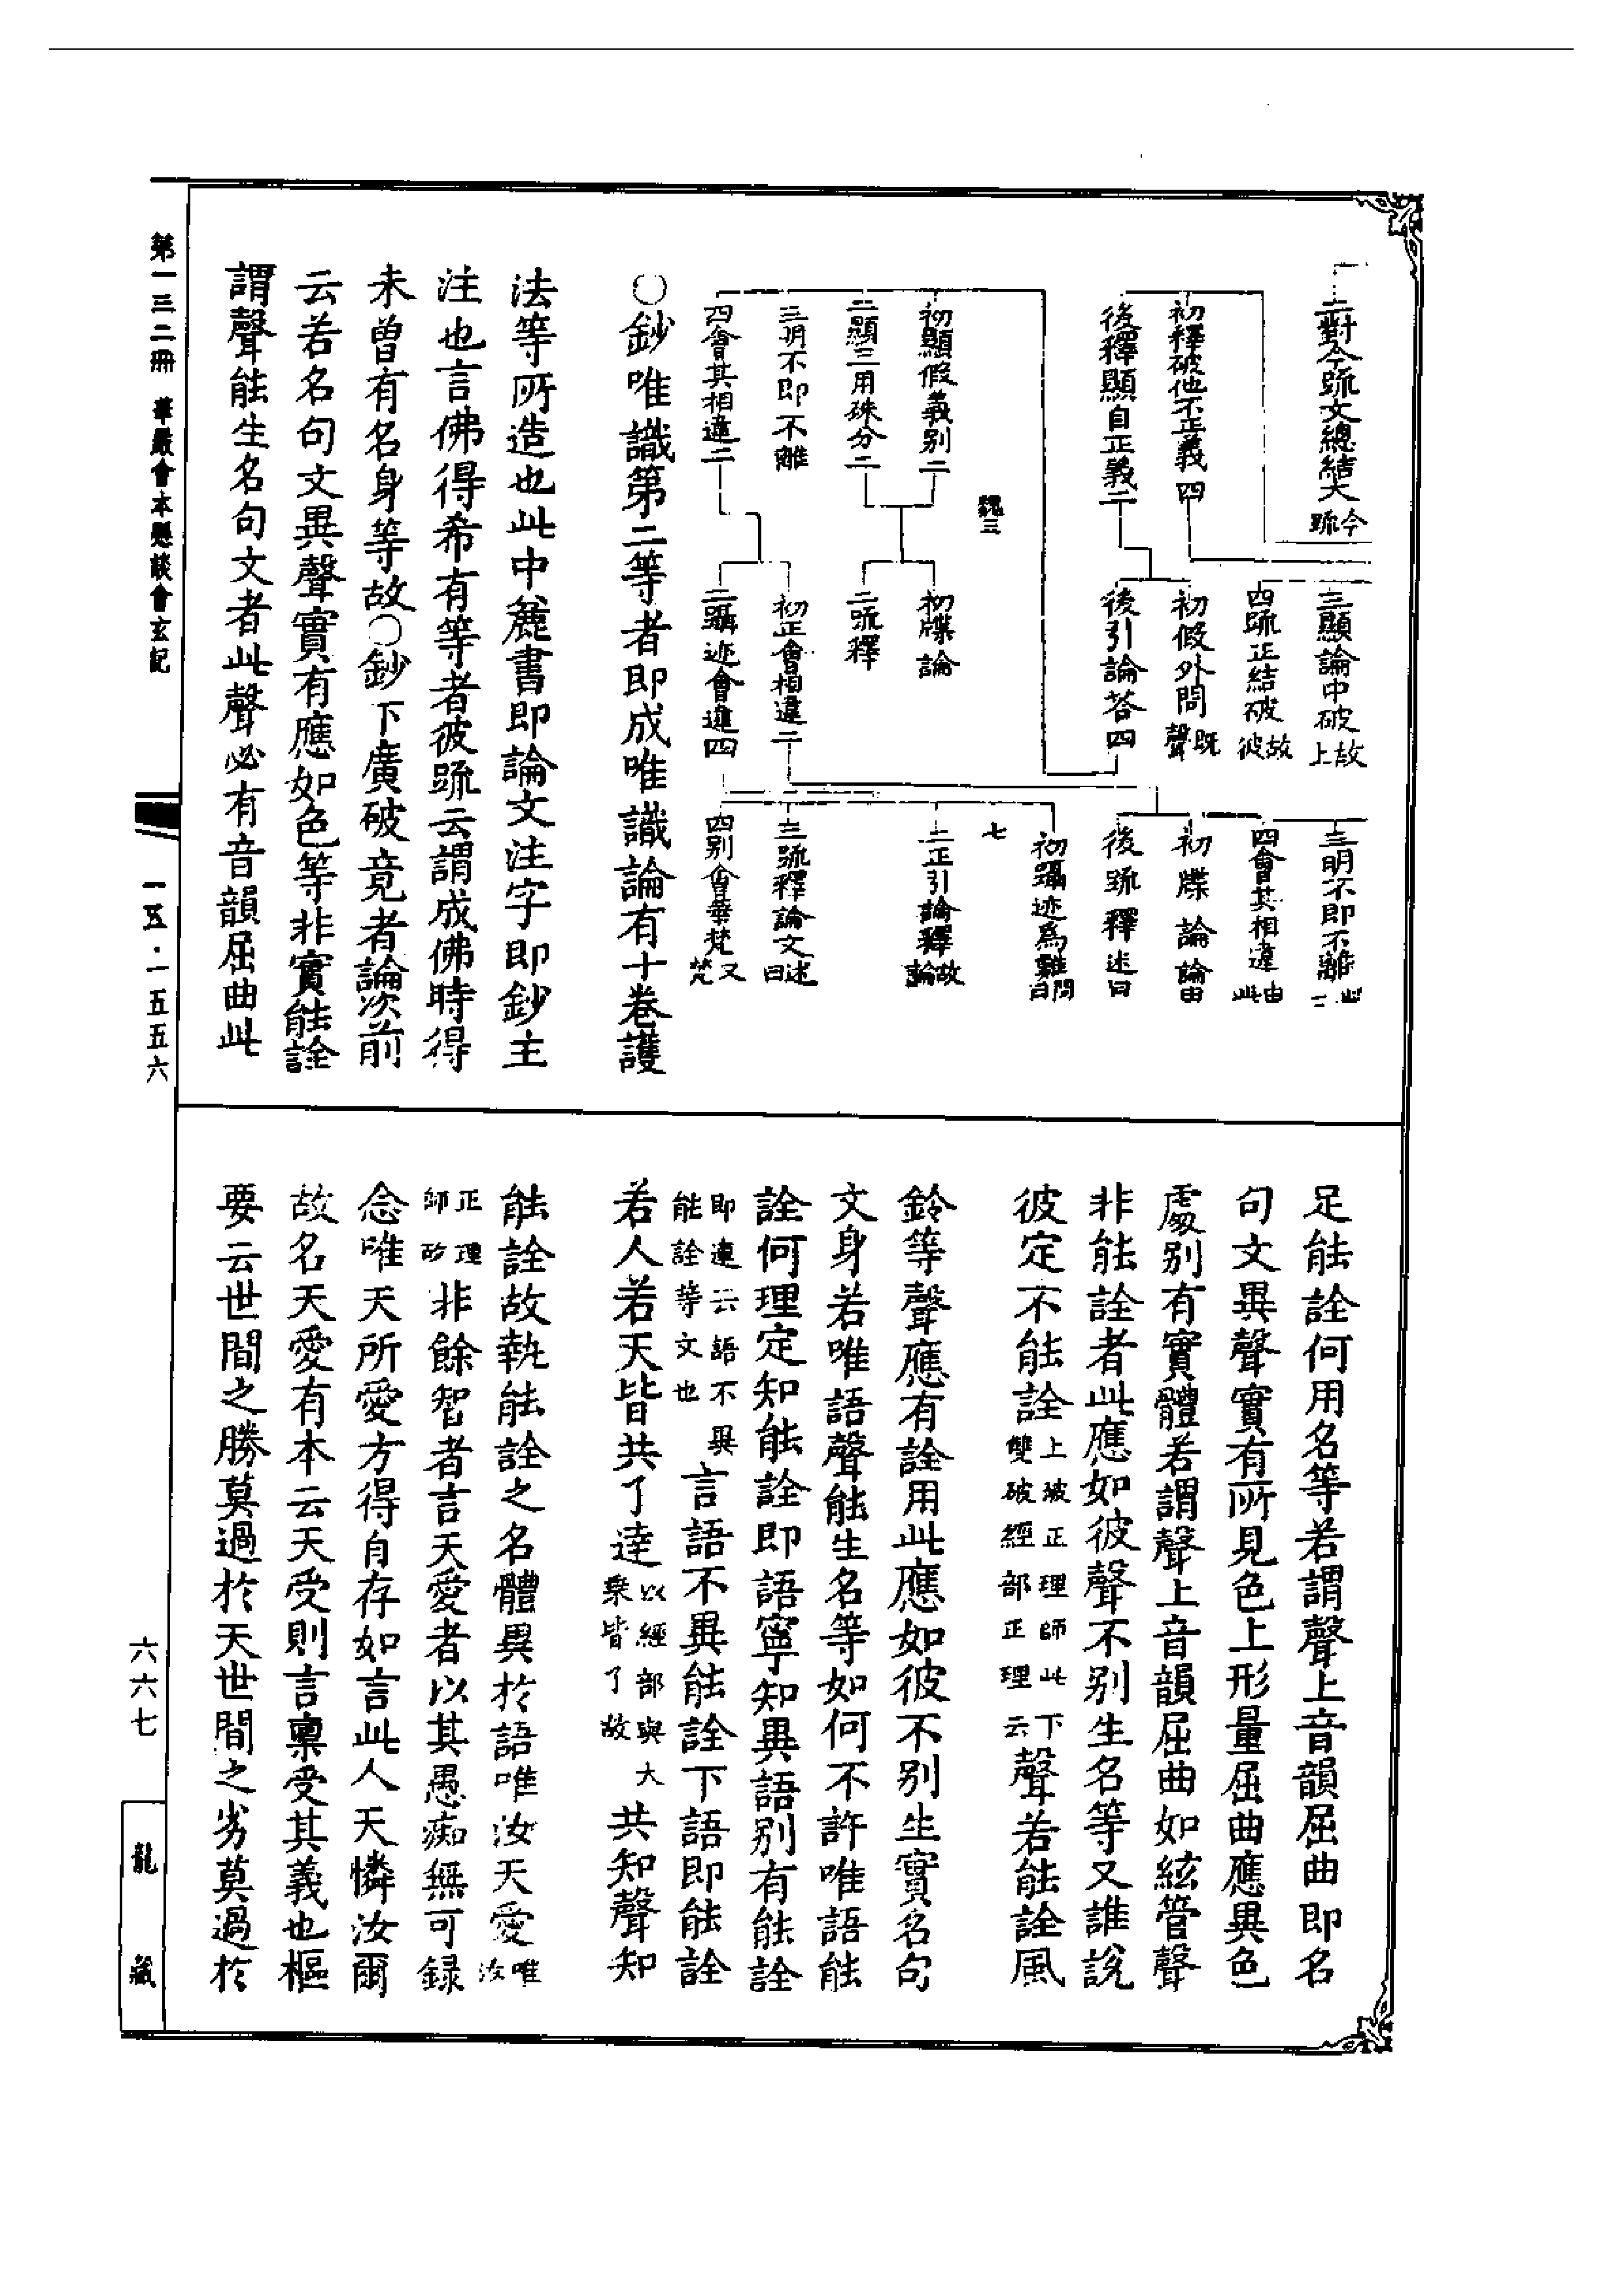 二對今䟽文總結大今䟽
初釋破他不正義四
後釋顯自正義二
三顯論中破故上
四䟽正結破故彼
初假外問既聲
後引論荅四
三明不即不離
四會其相違二由此
初牒論論由
後䟽釋述曰
魏三
七
初顯假義别二
二顯三用殊分二
三明不即不離
四會其相違二
初牒論
二䟽釋
初正會相違二
二躡迹會違四
初躡迹為難問曰
二正引論釋故論
三䟽釋論文述曰
四别會華梵又梵
〇鈔唯識第二等者即成唯識論有十卷護
法等所造也此中麄書即論文注字即鈔主
注也言佛得希有等者彼䟽云謂成佛時得
未曾有名身等故〇鈔下廣破竟者論次前
云若名句文異聲實有應如色等非實能詮
謂聲能生名句文者此聲必有音韻屈曲此
足能詮何用名等若謂聲上音韻屈曲即名
句文異聲實有所見色上形量屈曲應異色
處别有實體若謂聲上音韻屈曲如絃管聲
非能詮者此應如彼聲不别生名等又誰說
彼定不能詮上破正理師此下雙破經部正理云聲若能詮風
鈴等聲應有詮用此應如彼不别生實名句
文身若唯語聲能生名等如何不許唯語能
詮何理定知能詮即語寧知異語别有能詮
即連云語不異能詮等文也言語不異能詮下語即能詮
若人若天皆共了達以經部與大乗皆了故共知聲知
能詮故執能詮之名體異於語唯汝天愛唯汝
正理師矽非餘智者言天愛者以其愚痴無可録
念唯天所愛方得自存如言此人天憐汝爾
故名天愛有本云天受則言稟受其義也樞
要云世間之勝莫過於天世間之劣莫過於
第一三二冊 華嚴會本懸談會玄記
一五·一五五六
六六七
龍藏